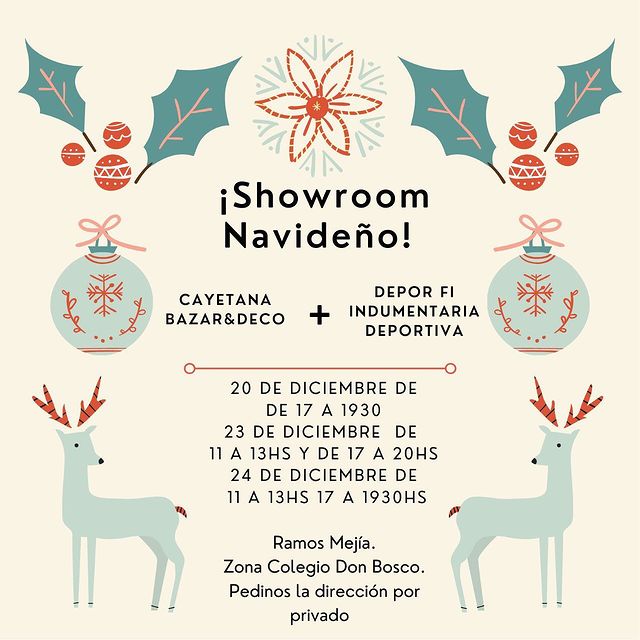 ¡Showroom
Navideño!
CAYETANA
BAZAR&DECO
+
DEPOR FI
INDUMENTARIA
DEPORTIVA
20 DE DICIEMBRE DE
DE 17 A 1930
23 DE DICIEMBRE DE
11 A 13HS Y DE 17 A 20HS
24 DE DICIEMBRE DE
11 A 13HS 17 A 1930HS
Ramos Mejía.
Zona Colegio Don Bosco.
Pedinos la dirección por
privado